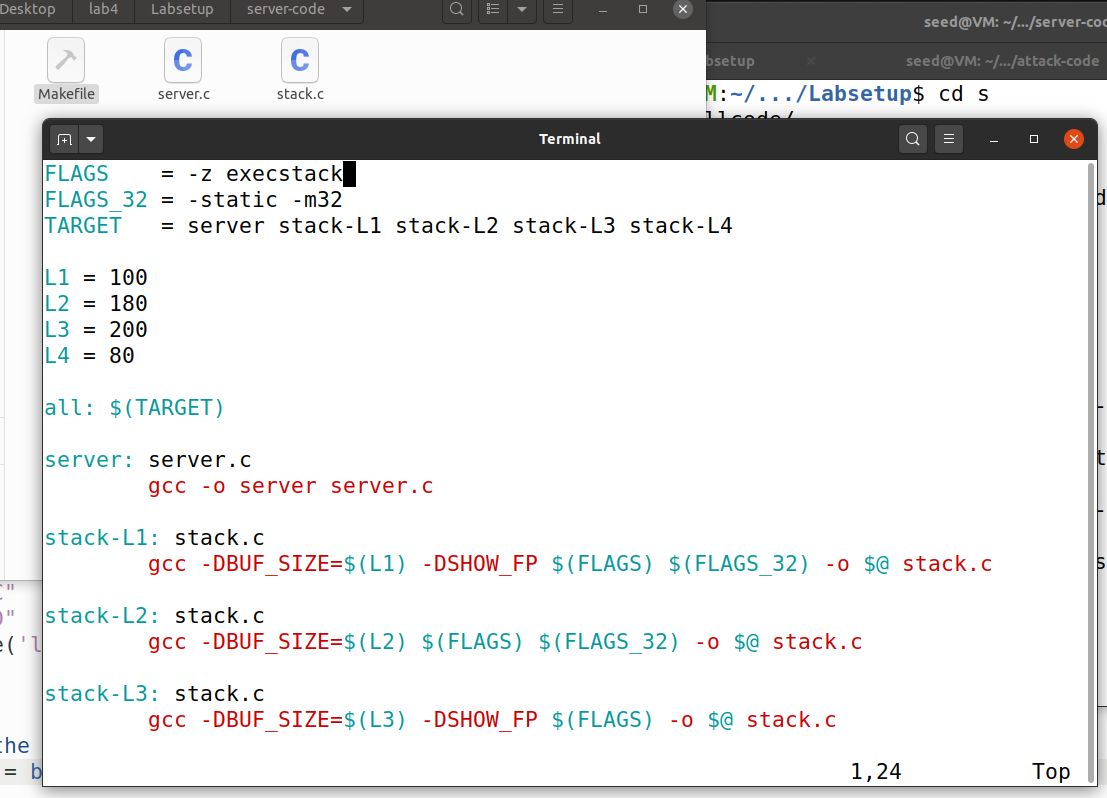 Desktop lab4 Labsetup server-code
seed@VM: ~/.../server-cod
bsetup × seed@VM: ~/.../attack-code
Makefile server.c stack.c
M:~/.../Labsetup$ cd s
llcode/
Terminal
FLAGS    = -z execstack
FLAGS_32 = -static -m32
TARGET   = server stack-L1 stack-L2 stack-L3 stack-L4
L1 = 100
L2 = 180
L3 = 200
L4 = 80
all: $(TARGET)
server: server.c
        gcc -o server server.c
stack-L1: stack.c
        gcc -DBUF_SIZE=$(L1) -DSHOW_FP $(FLAGS) $(FLAGS_32) -o $@ stack.c
stack-L2: stack.c
        gcc -DBUF_SIZE=$(L2) $(FLAGS) $(FLAGS_32) -o $@ stack.c
stack-L3: stack.c
        gcc -DBUF_SIZE=$(L3) -DSHOW_FP $(FLAGS) -o $@ stack.c
e('l
the
= b
1,24 Top